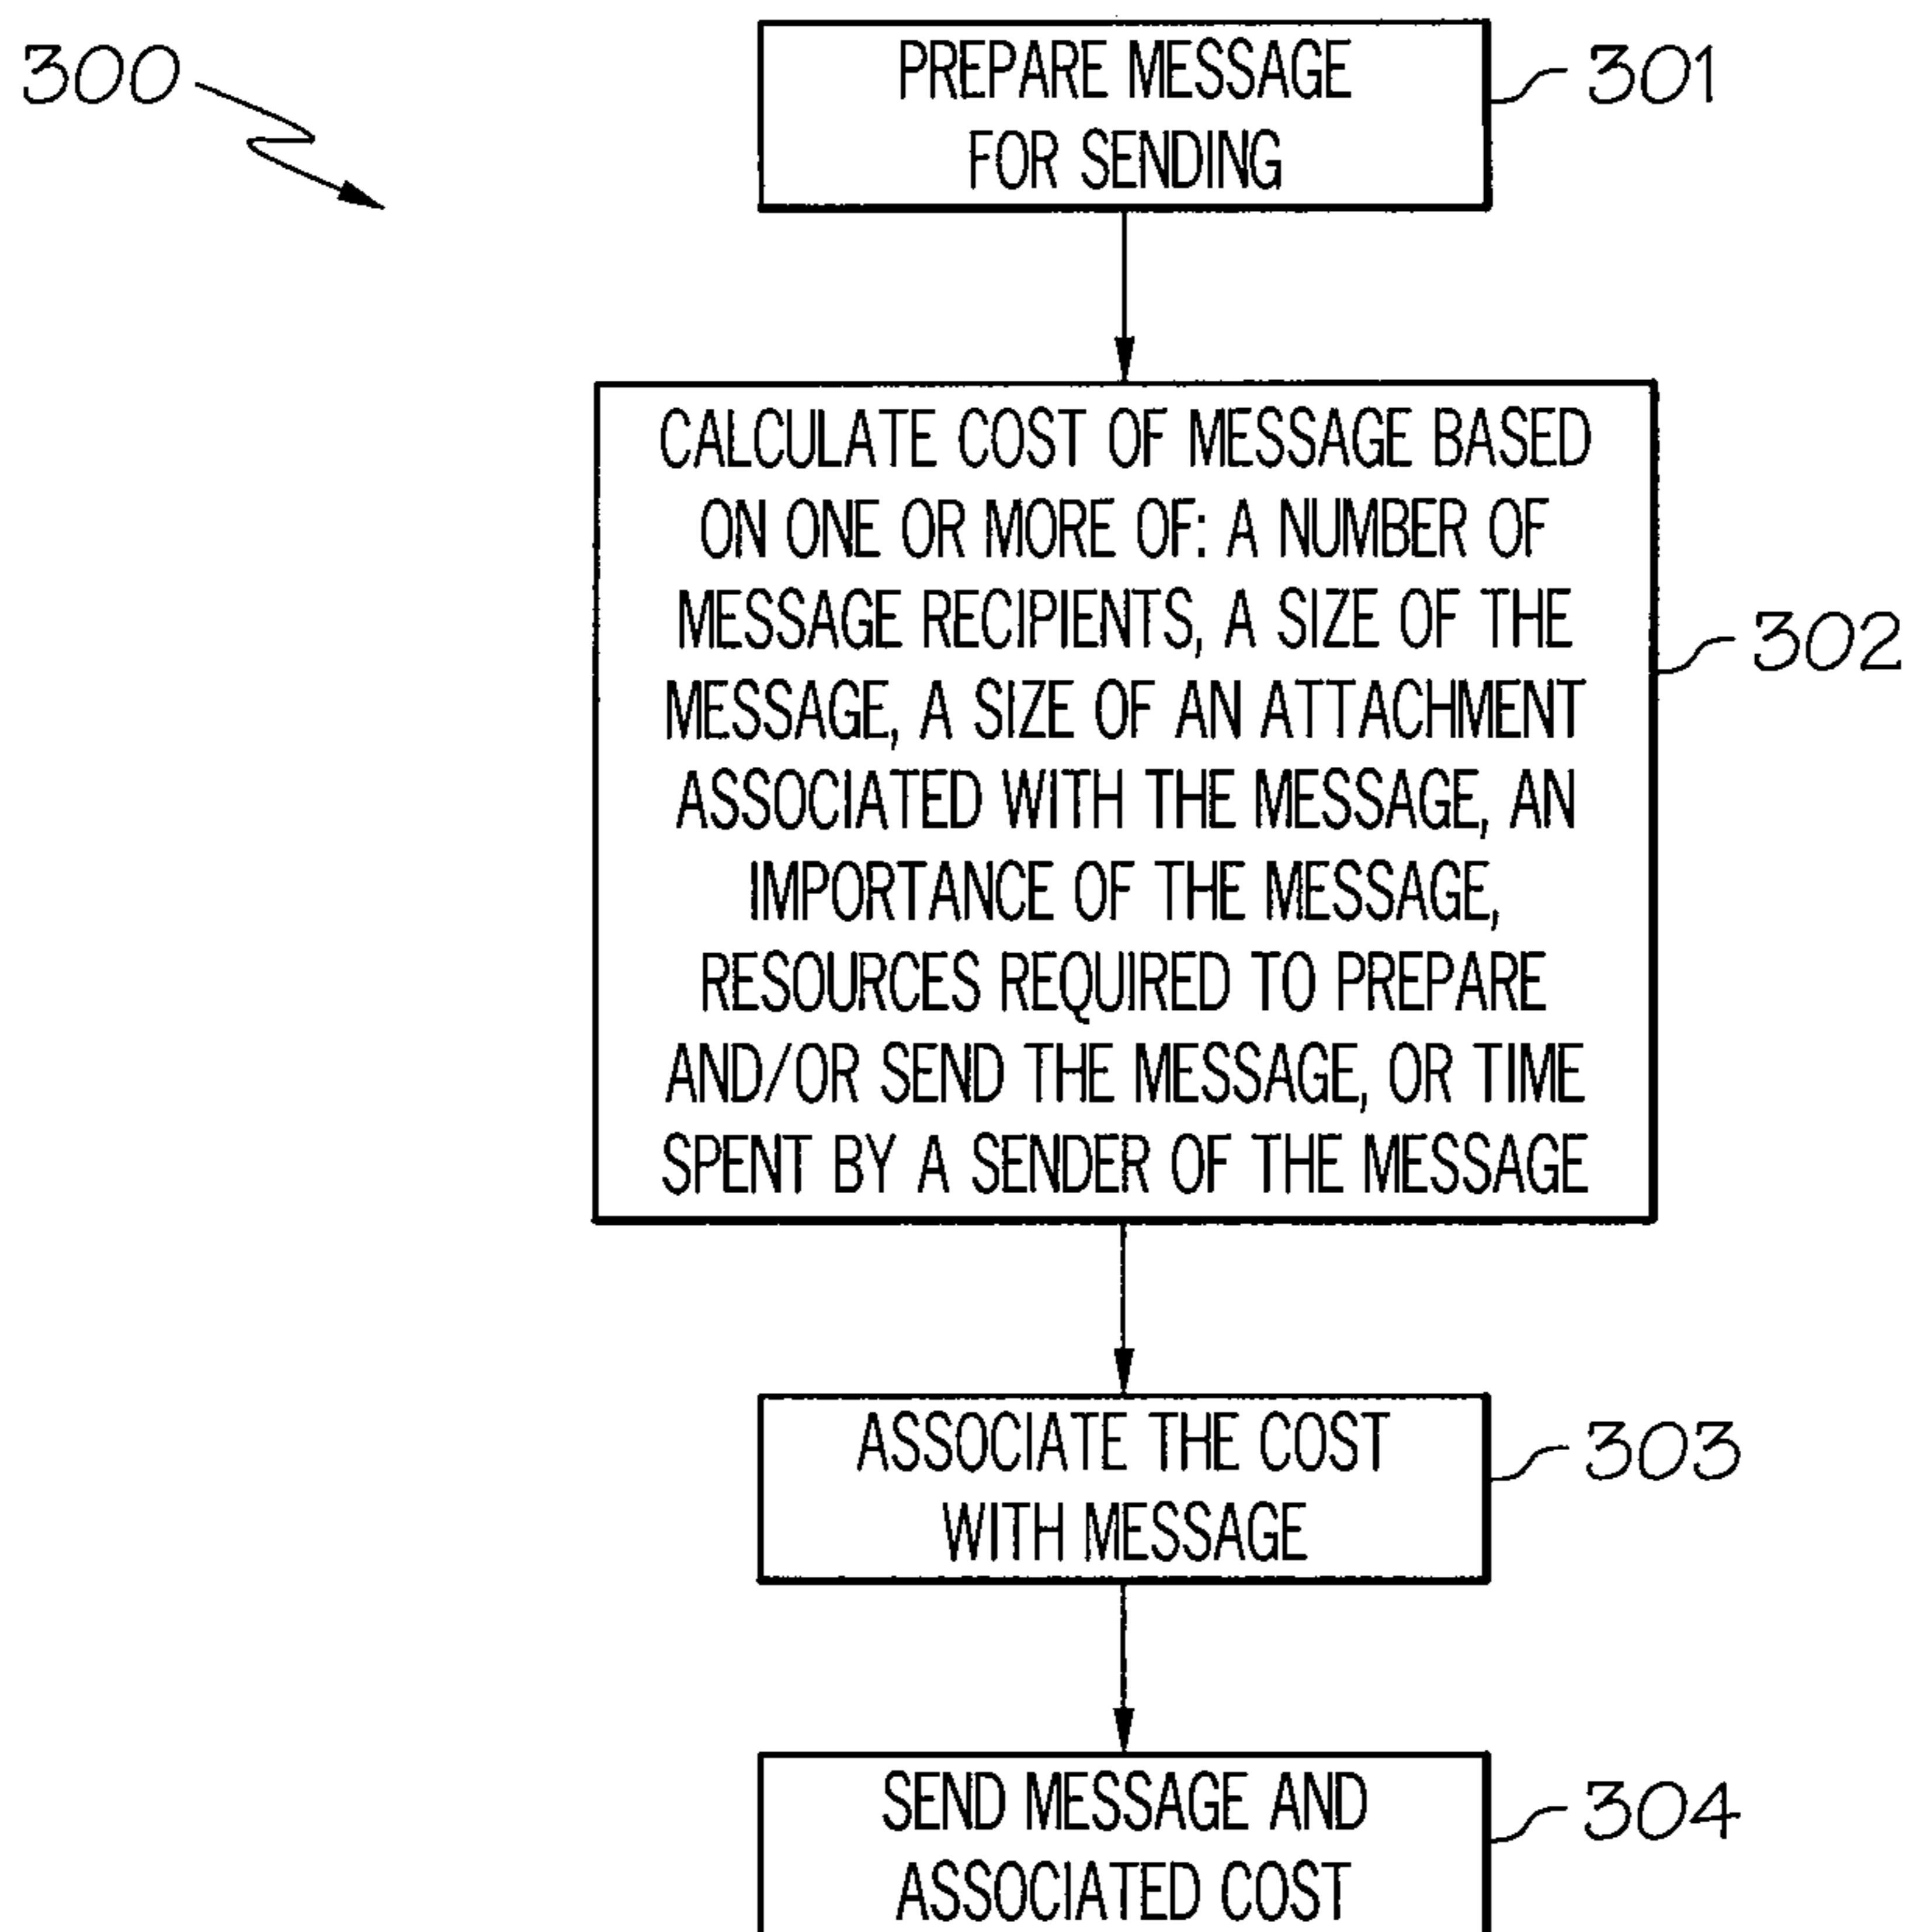 300
PREPARE MESSAGE
FOR SENDING
301
CALCULATE COST OF MESSAGE BASED
ON ONE OR MORE OF: A NUMBER OF
MESSAGE RECIPIENTS, A SIZE OF THE
MESSAGE, A SIZE OF AN ATTACHMENT
ASSOCIATED WITH THE MESSAGE, AN
IMPORTANCE OF THE MESSAGE,
RESOURCES REQUIRED TO PREPARE
AND/OR SEND THE MESSAGE, OR TIME
SPENT BY A SENDER OF THE MESSAGE
302
ASSOCIATE THE COST
WITH MESSAGE
303
SEND MESSAGE AND
ASSOCIATED COST
304